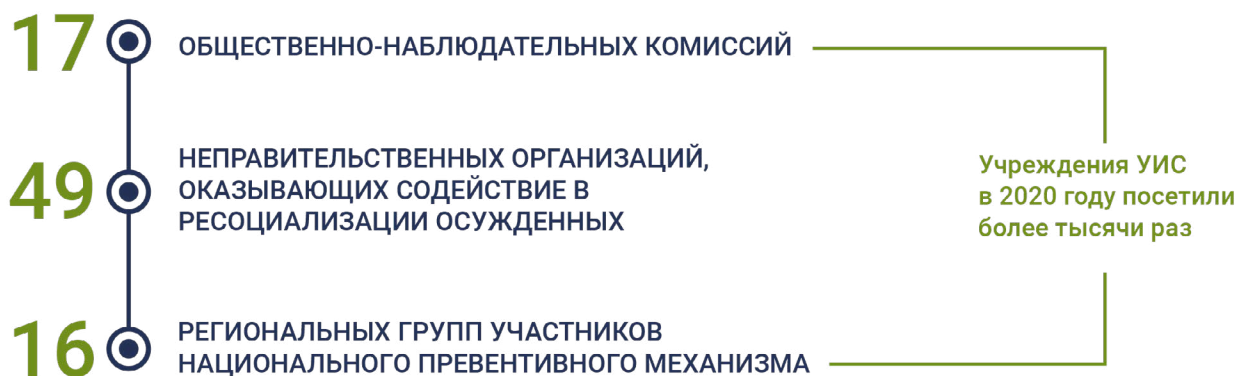 17 ОБЩЕСТВЕННО-НАБЛЮДАТЕЛЬНЫХ КОМИССИЙ
49 НЕПРАВИТЕЛЬСТВЕННЫХ ОРГАНИЗАЦИЙ,
ОКАЗЫВАЮЩИХ СОДЕЙСТВИЕ В
РЕСОЦИАЛИЗАЦИИ ОСУЖДЕННЫХ
16 РЕГИОНАЛЬНЫХ ГРУПП УЧАСТНИКОВ
НАЦИОНАЛЬНОГО ПРЕВЕНТИВНОГО МЕХАНИЗМА
Учреждения УИС
в 2020 году посетили
более тысячи раз